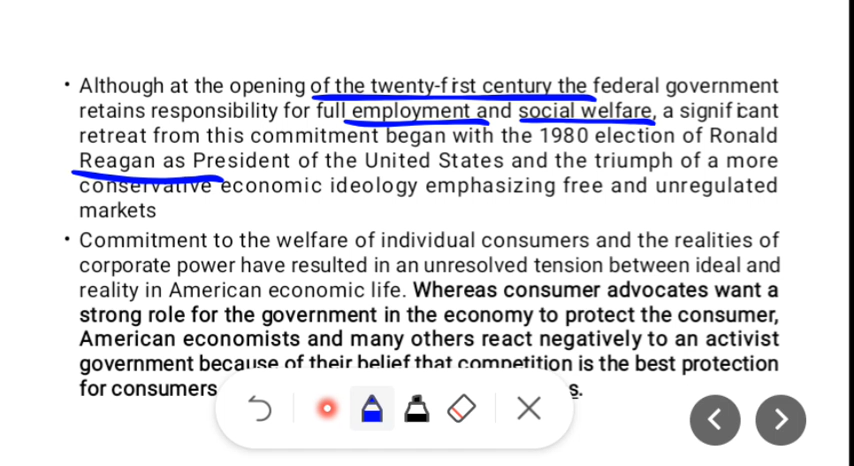 • Although at the opening of the twenty-first century the federal government
retains responsibility for full employment and social welfare, a significant
retreat from this commitment began with the 1980 election of Ronald
Reagan as President of the United States and the triumph of a more
conservative economic ideology emphasizing free and unregulated
markets
• Commitment to the welfare of individual consumers and the realities of
corporate power have resulted in an unresolved tension between ideal and
reality in American economic life. Whereas consumer advocates want a
strong role for the government in the economy to protect the consumer,
American economists and many others react negatively to an activist
government because of their belief that competition is the best protection
for consumers